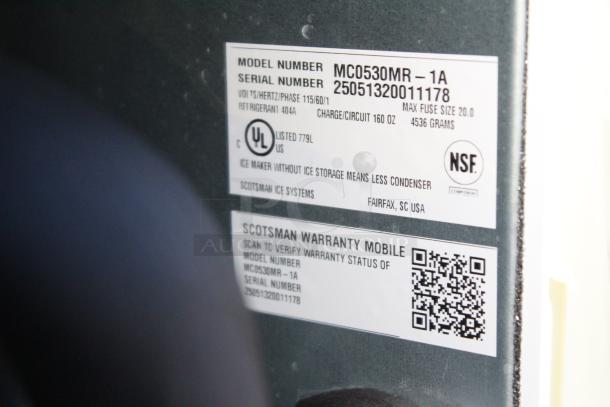 MODEL NUMBER MC0530MR-1A
SERIAL NUMBER 25051320011178
VOLTS/HERTZ/PHASE 115/60/1 MAX FUSE SIZE 20.0
REFRIGERANT 404A CHARGE/CIRCUIT 160 OZ 4536 GRAMS
C UL US LISTED 779L
NSF
ICE MAKER WITHOUT ICE STORAGE MEANS LESS CONDENSER
SCOTSMAN ICE SYSTEMS FAIRFAX, SC USA
SCOTSMAN WARRANTY MOBILE
SCAN TO VERIFY WARRANTY STATUS OF
MODEL NUMBER
MC0530MR-1A
SERIAL NUMBER
25051320011178